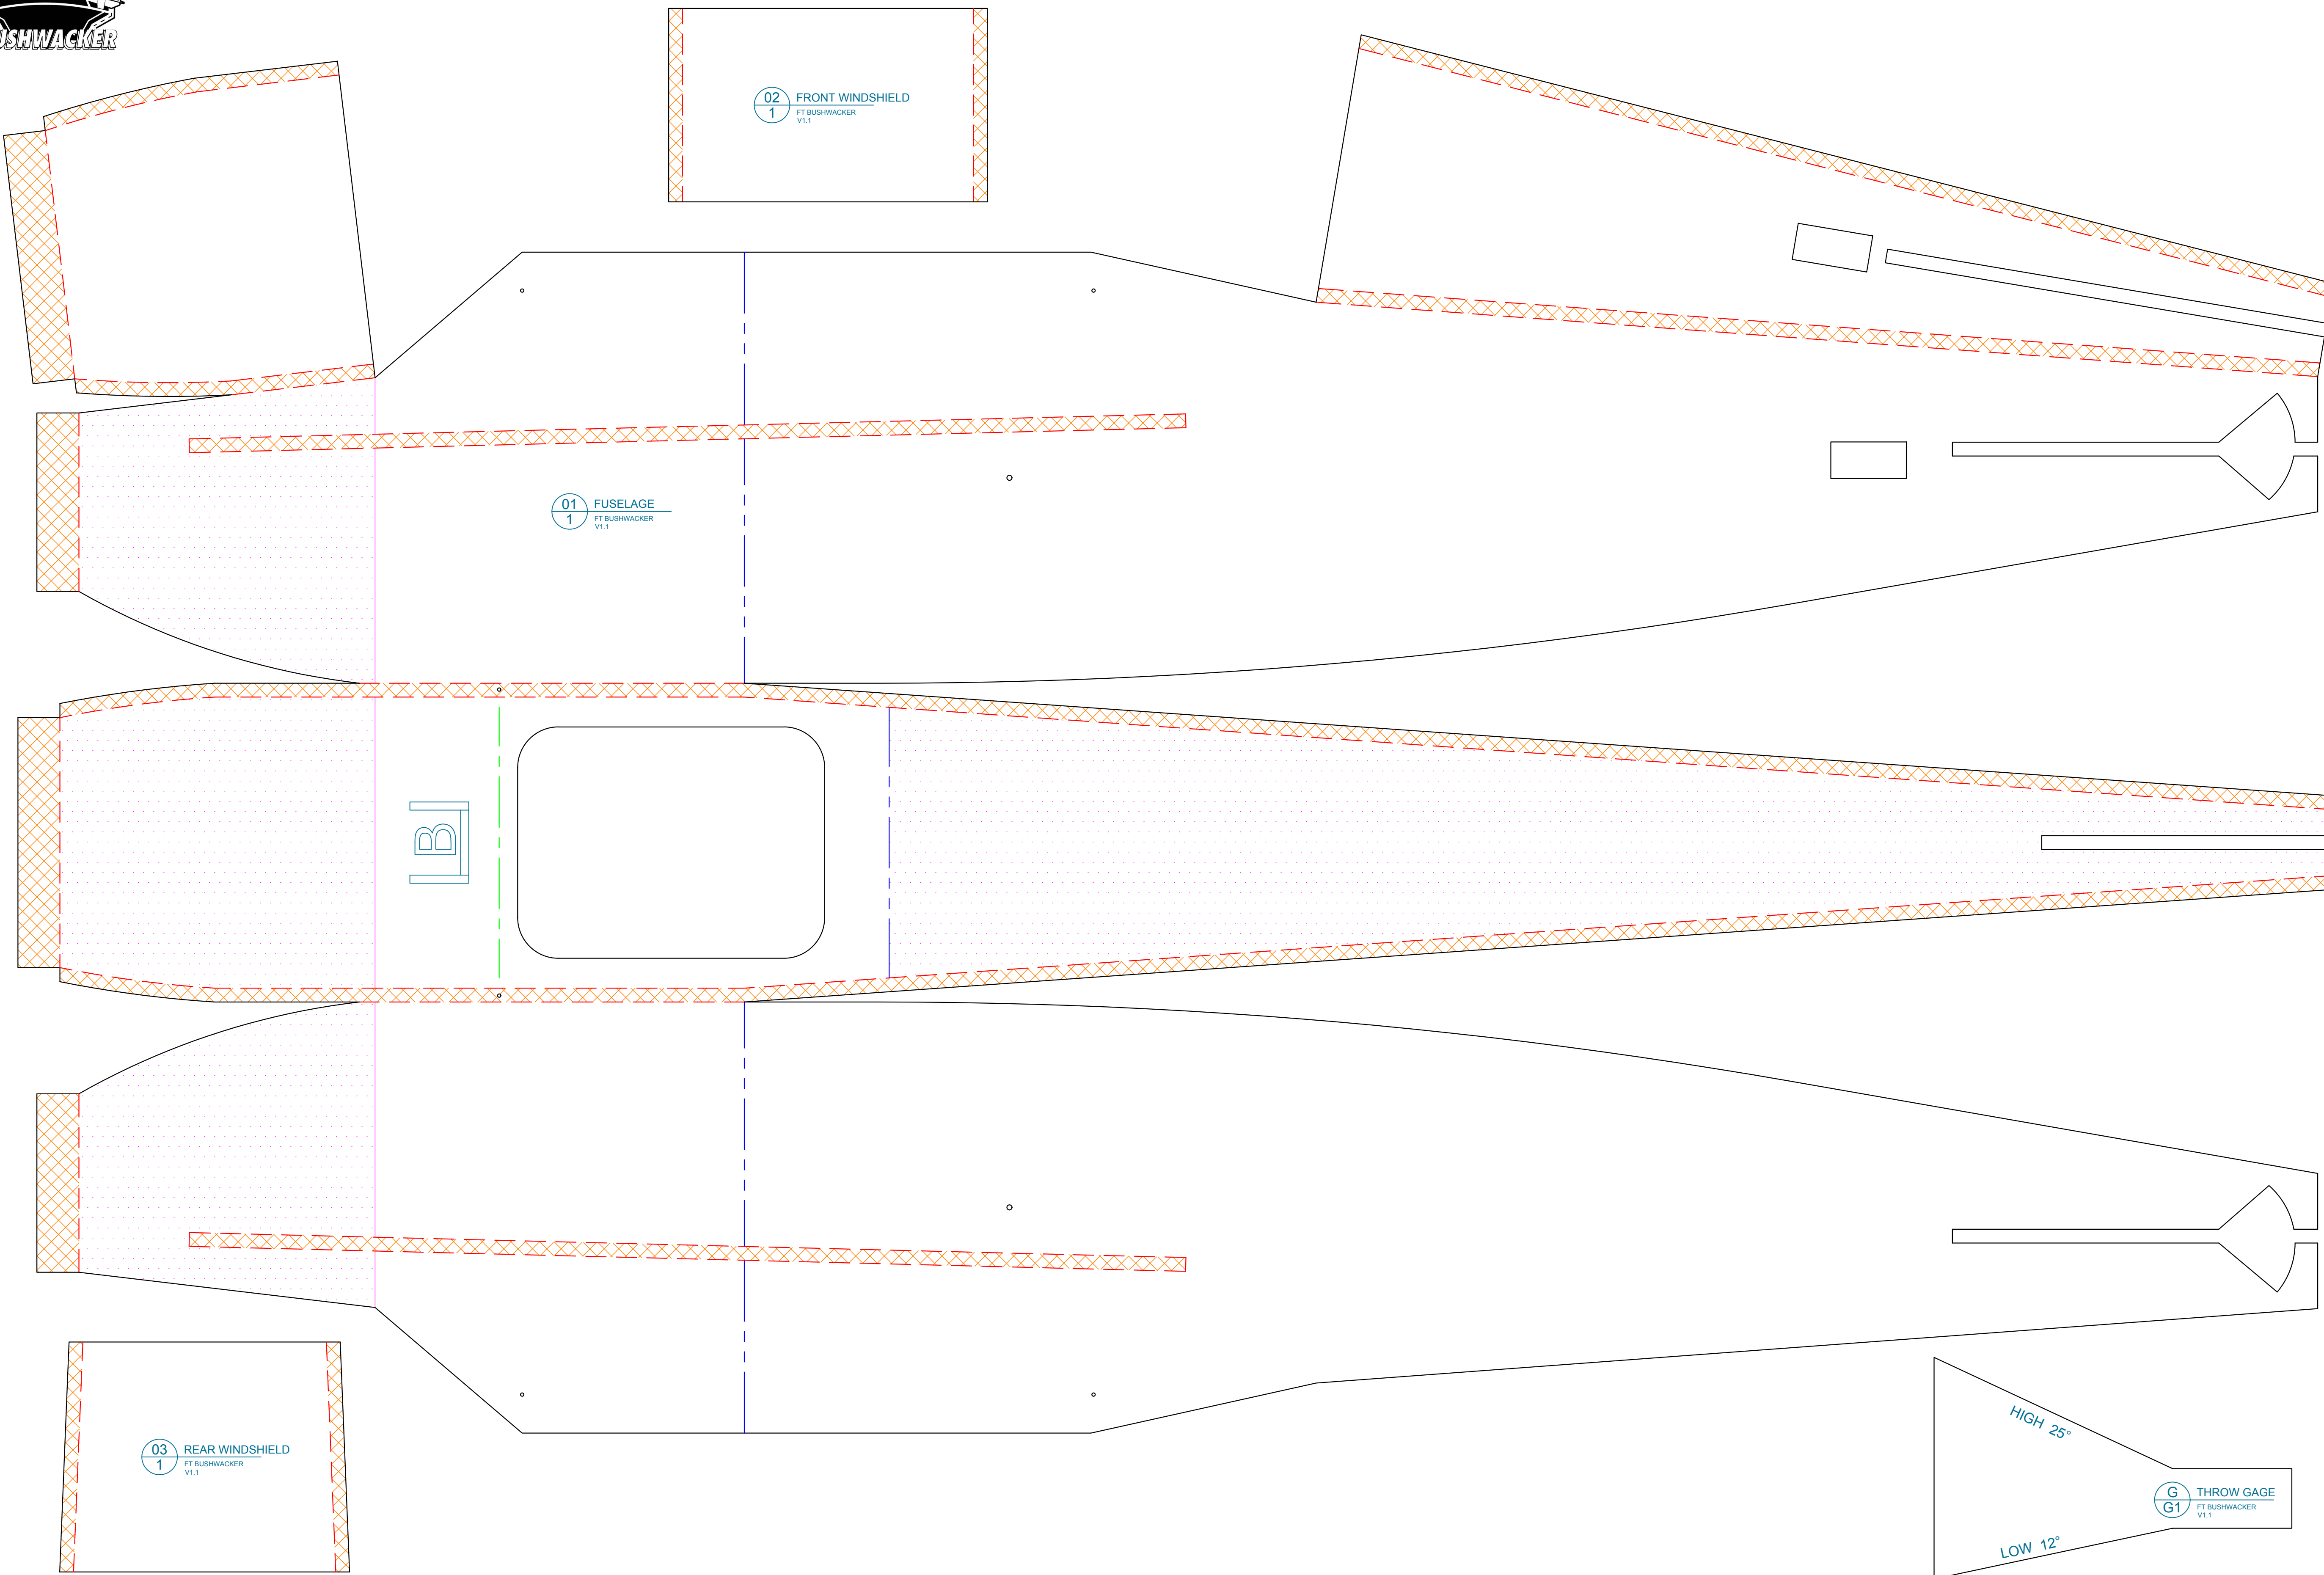 USHWACKER
02
1
FRONT WINDSHIELD
FT BUSHWACKER
V1.1
01
1
FUSELAGE
FT BUSHWACKER
V1.1
B
03
1
REAR WINDSHIELD
FT BUSHWACKER
V1.1
HIGH 25°
G
G1
THROW GAGE
FT BUSHWACKER
V1.1
LOW 12°